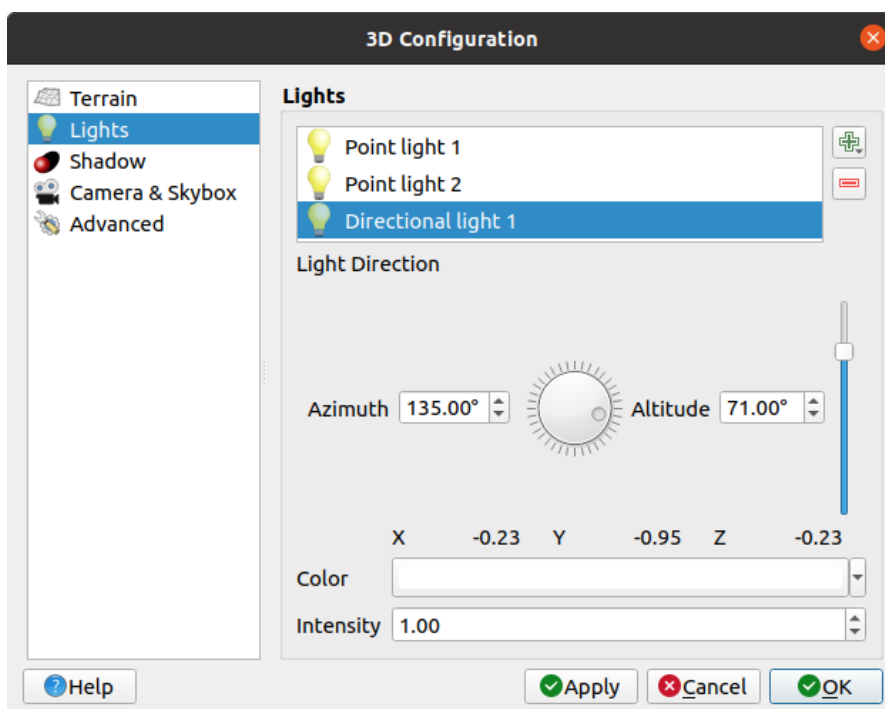 3D Configuration
Terrain
Lights
Shadow
Camera & Skybox
Advanced
Lights
Point light 1
Point light 2
Directional light 1
Light Direction
Azimuth 135.00° Altitude 71.00°
X -0.23 Y -0.95 Z -0.23
Color
Intensity 1.00
Help Apply Cancel OK